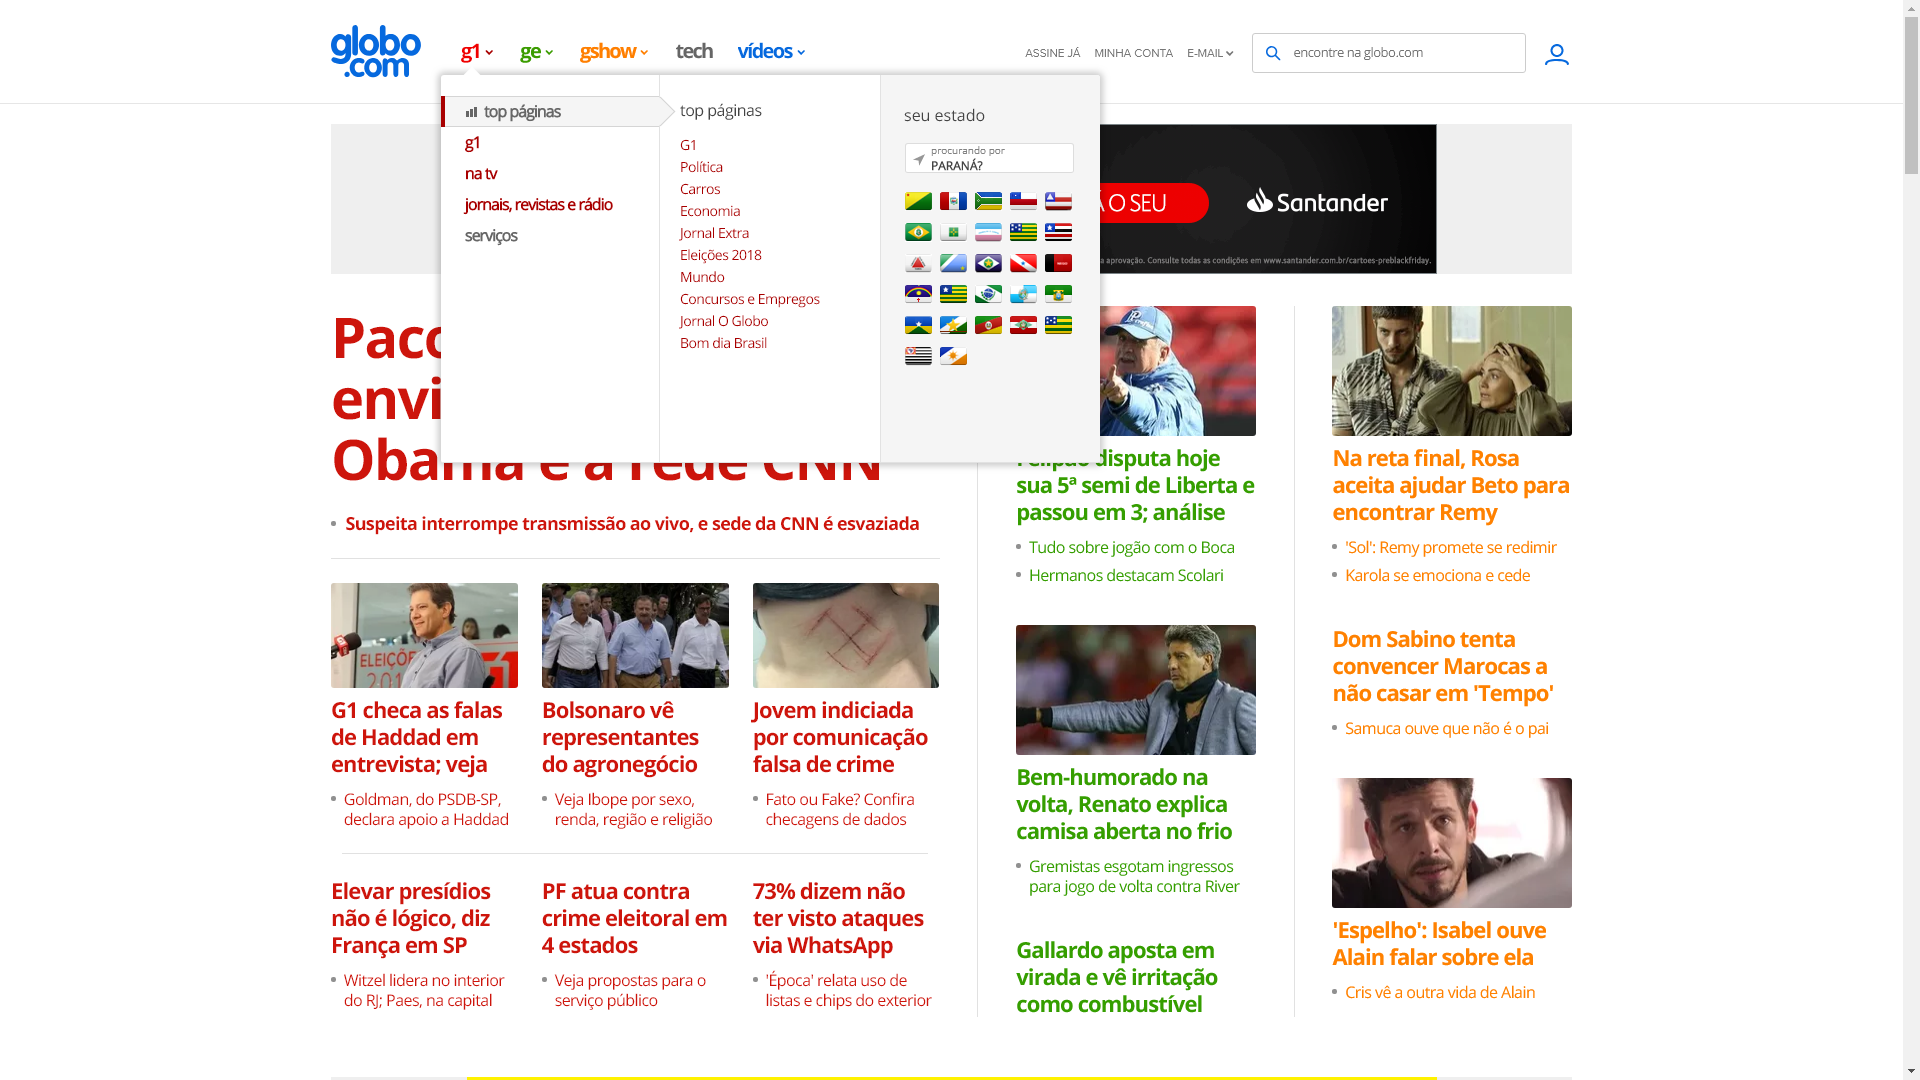 globo
.com
g1
ge
gshow
tech
vídeos
ASSINE JÁ
MINHA CONTA
E-MAIL
encontre na globo.com
top páginas
g1
na tv
jornais, revistas e rádio
serviços
top páginas
G1
Política
Carros
Economia
Jornal Extra
Eleições 2018
Mundo
Concursos e Empregos
Jornal O Globo
Bom dia Brasil
seu estado
procurando por
PARANÁ?
O SEU
Santander
a aprovação. Consulte todas as condições em www.santander.com.br/cartoes-preblackfriday.
Paco
envi
Obama e a rede CNN
Suspeita interrompe transmissão ao vivo, e sede da CNN é esvaziada
ELEIÇÕE
201
G1
G1 checa as falas
de Haddad em
entrevista; veja
Goldman, do PSDB-SP,
declara apoio a Haddad
Bolsonaro vê
representantes
do agronegócio
Veja Ibope por sexo,
renda, região e religião
Jovem indiciada
por comunicação
falsa de crime
Fato ou Fake? Confira
checagens de dados
Elevar presídios
não é lógico, diz
França em SP
Witzel lidera no interior
do RJ; Paes, na capital
PF atua contra
crime eleitoral em
4 estados
Veja propostas para o
serviço público
73% dizem não
ter visto ataques
via WhatsApp
'Época' relata uso de
listas e chips do exterior
Felipão disputa hoje
sua 5ª semi de Liberta e
passou em 3; análise
Tudo sobre jogão com o Boca
Hermanos destacam Scolari
Bem-humorado na
volta, Renato explica
camisa aberta no frio
Gremistas esgotam ingressos
para jogo de volta contra River
Gallardo aposta em
virada e vê irritação
como combustível
Na reta final, Rosa
aceita ajudar Beto para
encontrar Remy
'Sol': Remy promete se redimir
Karola se emociona e cede
Dom Sabino tenta
convencer Marocas a
não casar em 'Tempo'
Samuca ouve que não é o pai
'Espelho': Isabel ouve
Alain falar sobre ela
Cris vê a outra vida de Alain